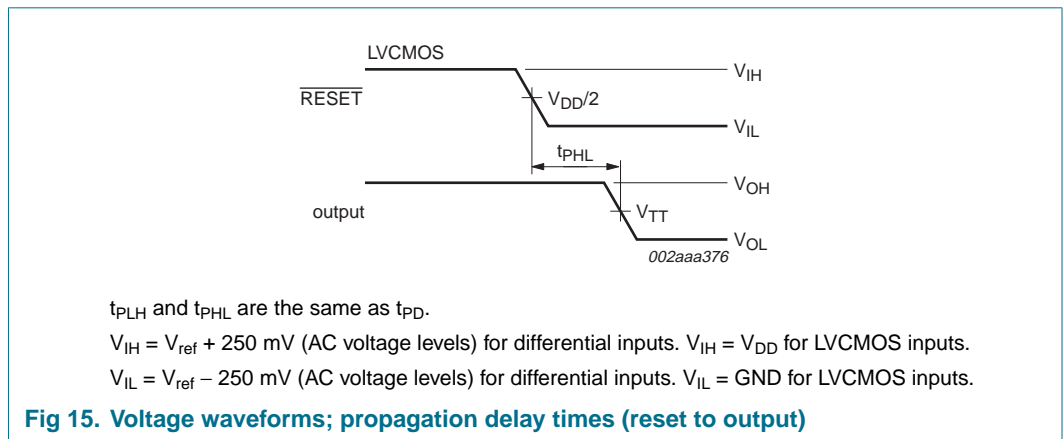 LVCMOS
VIH
RESET
VDD/2
VIL
tPHL
VOH
output
VTT
VOL
002aaa376
tPLH and tPHL are the same as tPD.
VIH = Vref + 250 mV (AC voltage levels) for differential inputs. VIH = VDD for LVCMOS inputs.
VIL = Vref − 250 mV (AC voltage levels) for differential inputs. VIL = GND for LVCMOS inputs.
Fig 15. Voltage waveforms; propagation delay times (reset to output)